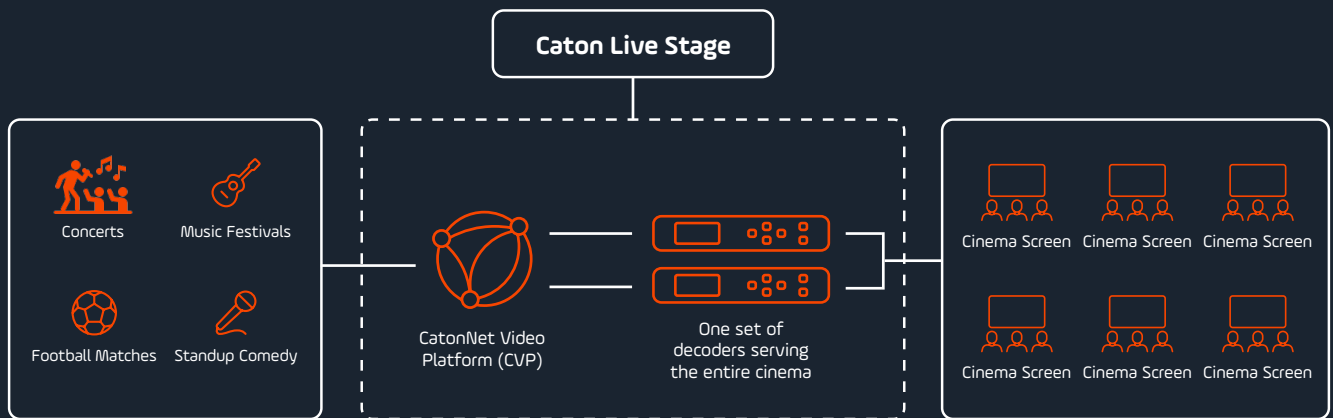 Caton Live Stage
Concerts
Music Festivals
Football Matches
Standup Comedy
CatonNet Video
Platform (CVP)
One set of
decoders serving
the entire cinema
Cinema Screen
Cinema Screen
Cinema Screen
Cinema Screen
Cinema Screen
Cinema Screen